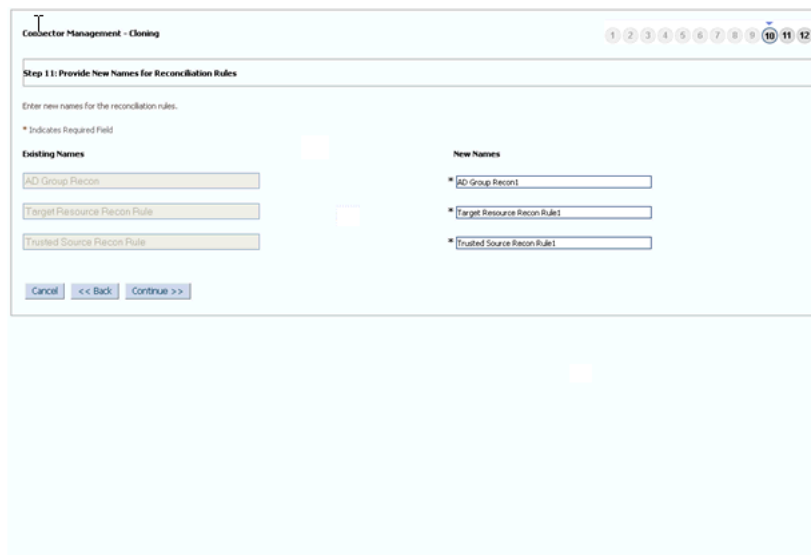 Connector Management - Cloning
1 2 3 4 5 6 7 8 9 10 11 12
Step 11: Provide New Names for Reconciliation Rules
Enter new names for the reconciliation rules.
* Indicates Required Field
Existing Names New Names
AD Group Recon * AD Group Recon1
Target Resource Recon Rule * Target Resource Recon Rule1
Trusted Source Recon Rule * Trusted Source Recon Rule1
Cancel << Back Continue >>